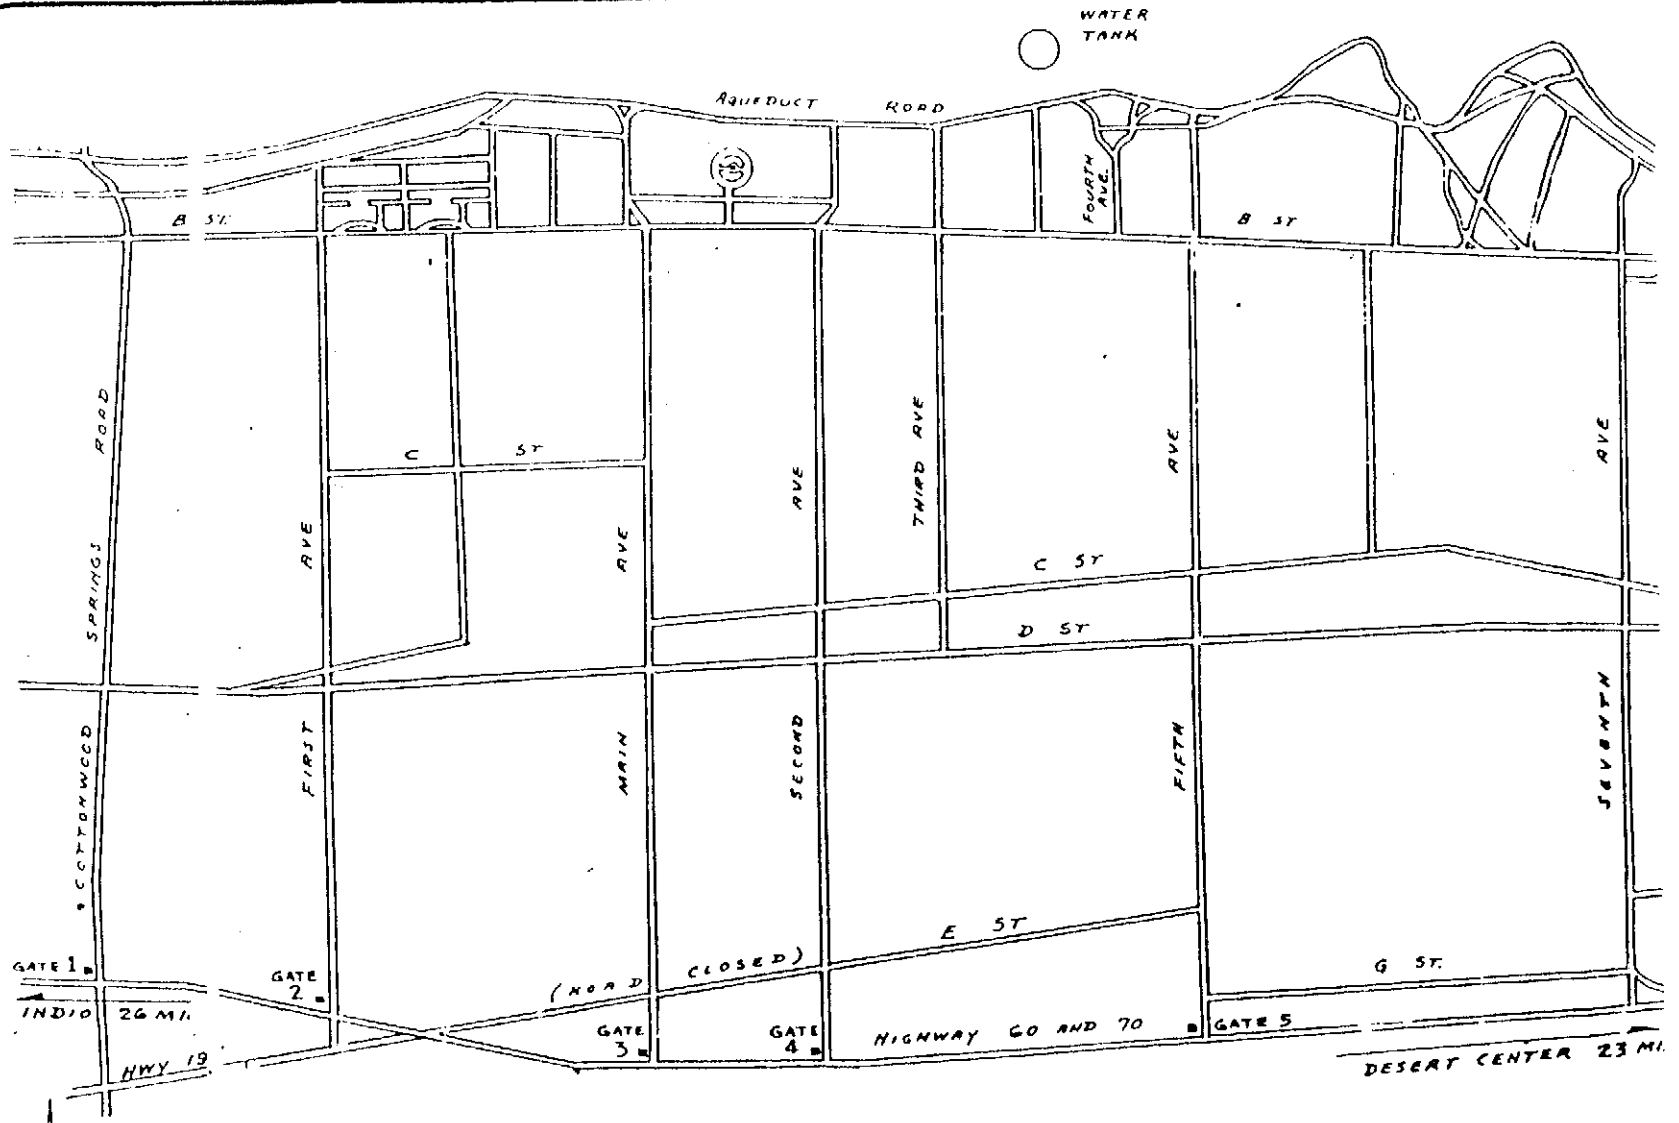 WATER
TANK
AQUEDUCT ROAD
FOURTH
AVE.
B ST.
B ST
COTTONWOOD SPRINGS ROAD
FIRST AVE
MAIN AVE
SECOND AVE
THIRD AVE
FIFTH AVE
SEVENTH AVE
C ST
C ST
D ST
E ST
(ROAD CLOSED)
G ST.
GATE 1
INDIO 26 MI.
GATE
2
GATE
3
GATE
4
HIGHWAY 60 AND 70
GATE 5
HWY 19
DESERT CENTER 23 MI.